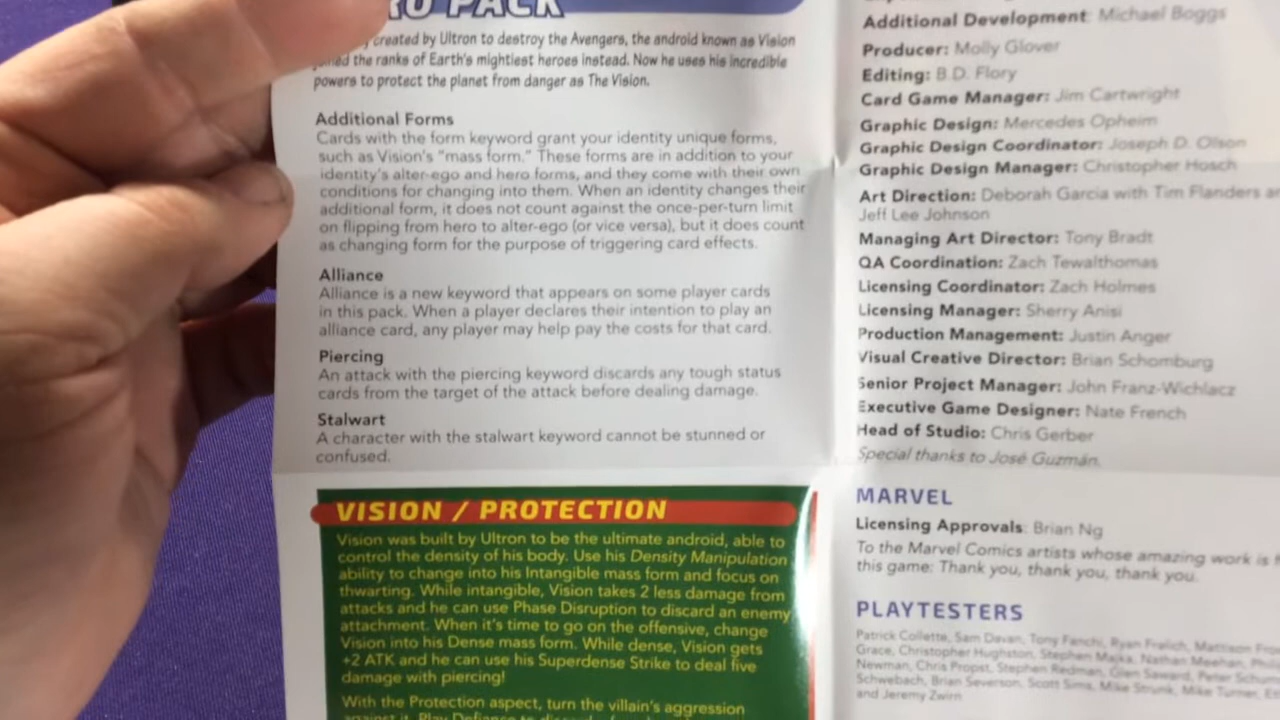 PACK
created by Ultron to destroy the Avengers, the android known as Vision
the ranks of Earth's mightiest heroes instead. Now he uses his incredible
powers to protect the planet from danger as The Vision.
Additional Forms
Cards with the form keyword grant your identity unique forms,
such as Vision's "mass form." These forms are in addition to your
identity's alter-ego and hero forms, and they come with their own
conditions for changing into them. When an identity changes their
additional form, it does not count against the once-per-turn limit
on flipping from hero to alter-ego (or vice versa), but it does count
as changing form for the purpose of triggering card effects.
Alliance
Alliance is a new keyword that appears on some player cards
in this pack. When a player declares their intention to play an
alliance card, any player may help pay the costs for that card.
Piercing
An attack with the piercing keyword discards any tough status
cards from the target of the attack before dealing damage.
Stalwart
A character with the stalwart keyword cannot be stunned or
confused.
VISION / PROTECTION
Vision was built by Ultron to be the ultimate android, able to
control the density of his body. Use his Density Manipulation
ability to change into his Intangible mass form and focus on
thwarting. While intangible, Vision takes 2 less damage from
attacks and he can use Phase Disruption to discard an enemy
attachment. When it's time to go on the offensive, change
Vision into his Dense mass form. While dense, Vision gets
+2 ATK and he can use his Superdense Strike to deal five
damage with piercing!
With the Protection aspect, turn the villain's aggression
against it. Play Defiance to
Additional Development: Michael Boggs
Producer: Molly Glover
Editing: B.D. Flory
Card Game Manager: Jim Cartwright
Graphic Design: Mercedes Opheim
Graphic Design Coordinator: Joseph D. Olson
Graphic Design Manager: Christopher Hosch
Art Direction: Deborah Garcia with Tim Flanders
Jeff Lee Johnson
Managing Art Director: Tony Bradt
QA Coordination: Zach Tewalthomas
Licensing Coordinator: Zach Holmes
Licensing Manager: Sherry Anisi
Production Management: Justin Anger
Visual Creative Director: Brian Schomburg
Senior Project Manager: John Franz-Wichlacz
Executive Game Designer: Nate French
Head of Studio: Chris Gerber
Special thanks to José Guzmán.
MARVEL
Licensing Approvals: Brian Ng
To the Marvel Comics artists whose amazing work is
this game: Thank you, thank you, thank you.
PLAYTESTERS
Patrick Collette, Sam Davan, Tony Fanchi, Ryan Fralich, Mattison
Grace, Christopher Hughston, Stephen Majka, Nathan Meehan,
Newman, Chris Propst, Stephen Redman, Glen Saward, Peter
Schwebach, Brian Severson, Scott Sims, Mike Strunk, Mike Turner,
and Jeremy Zwirn